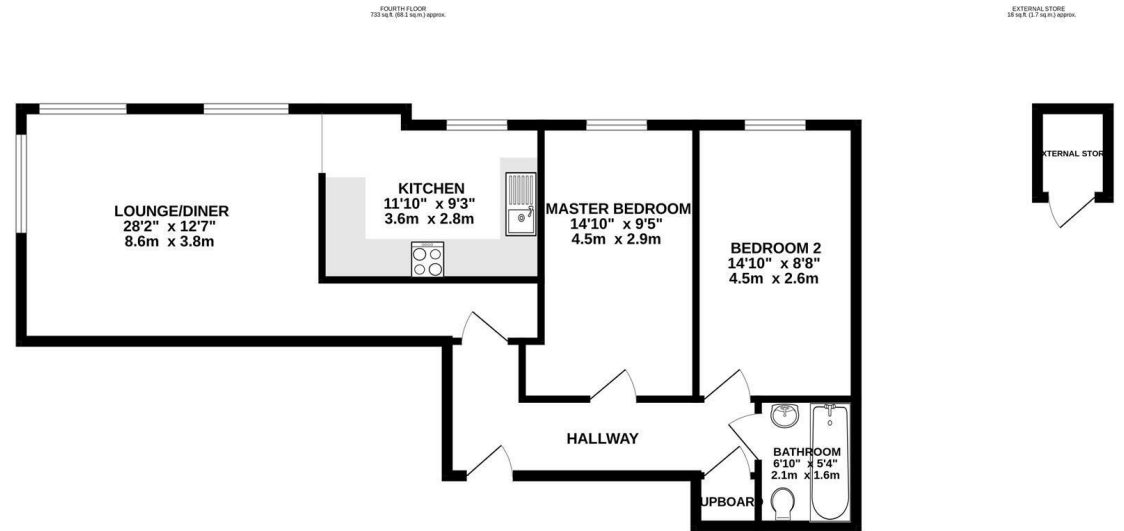 FOURTH FLOOR
733 sq.ft. (68.1 sq.m.) approx.
EXTERNAL STORE
18 sq.ft. (1.7 sq.m.) approx.
LOUNGE/DINER
28'2" x 12'7"
8.6m x 3.8m
KITCHEN
11'10" x 9'3"
3.6m x 2.8m
MASTER BEDROOM
14'10" x 9'5"
4.5m x 2.9m
BEDROOM 2
14'10" x 8'8"
4.5m x 2.6m
EXTERNAL STORE
HALLWAY
BATHROOM
6'10" x 5'4"
2.1m x 1.6m
UPBOARD